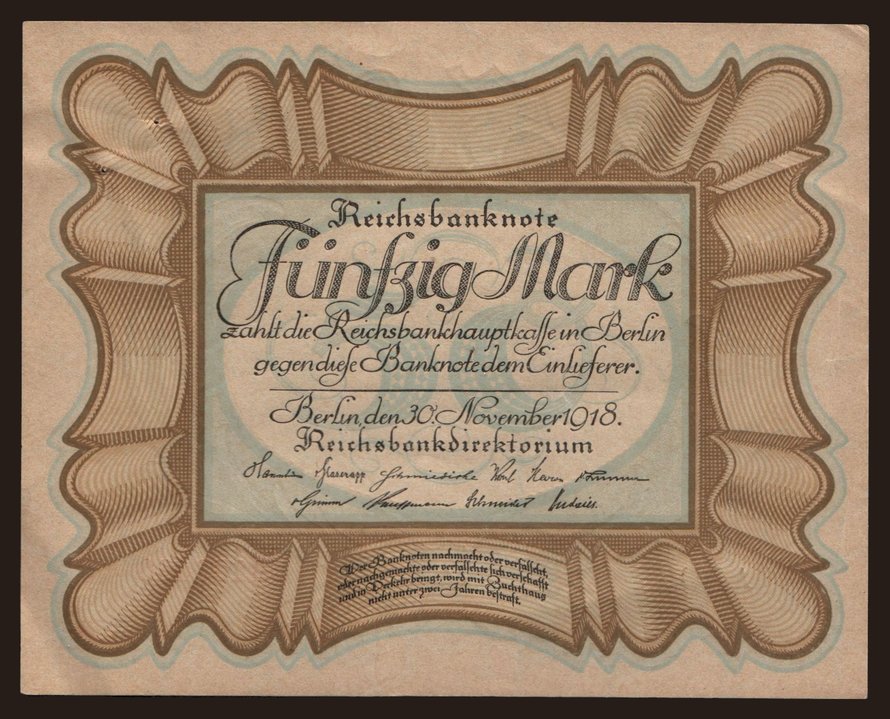 Reichsbanknote
Fünfzig Mark
zahlt die Reichsbankhauptkasse in Berlin
gegen diese Banknote dem Einlieferer.
Berlin, den 30. November 1918.
Reichsbankdirektorium
Schneider
Wer Banknoten nachmacht oder verfälscht,
oder nachgemachte oder verfälschte sich verschafft
und in Verkehr bringt, wird mit Zuchthaus
nicht unter zwei Jahren bestraft.